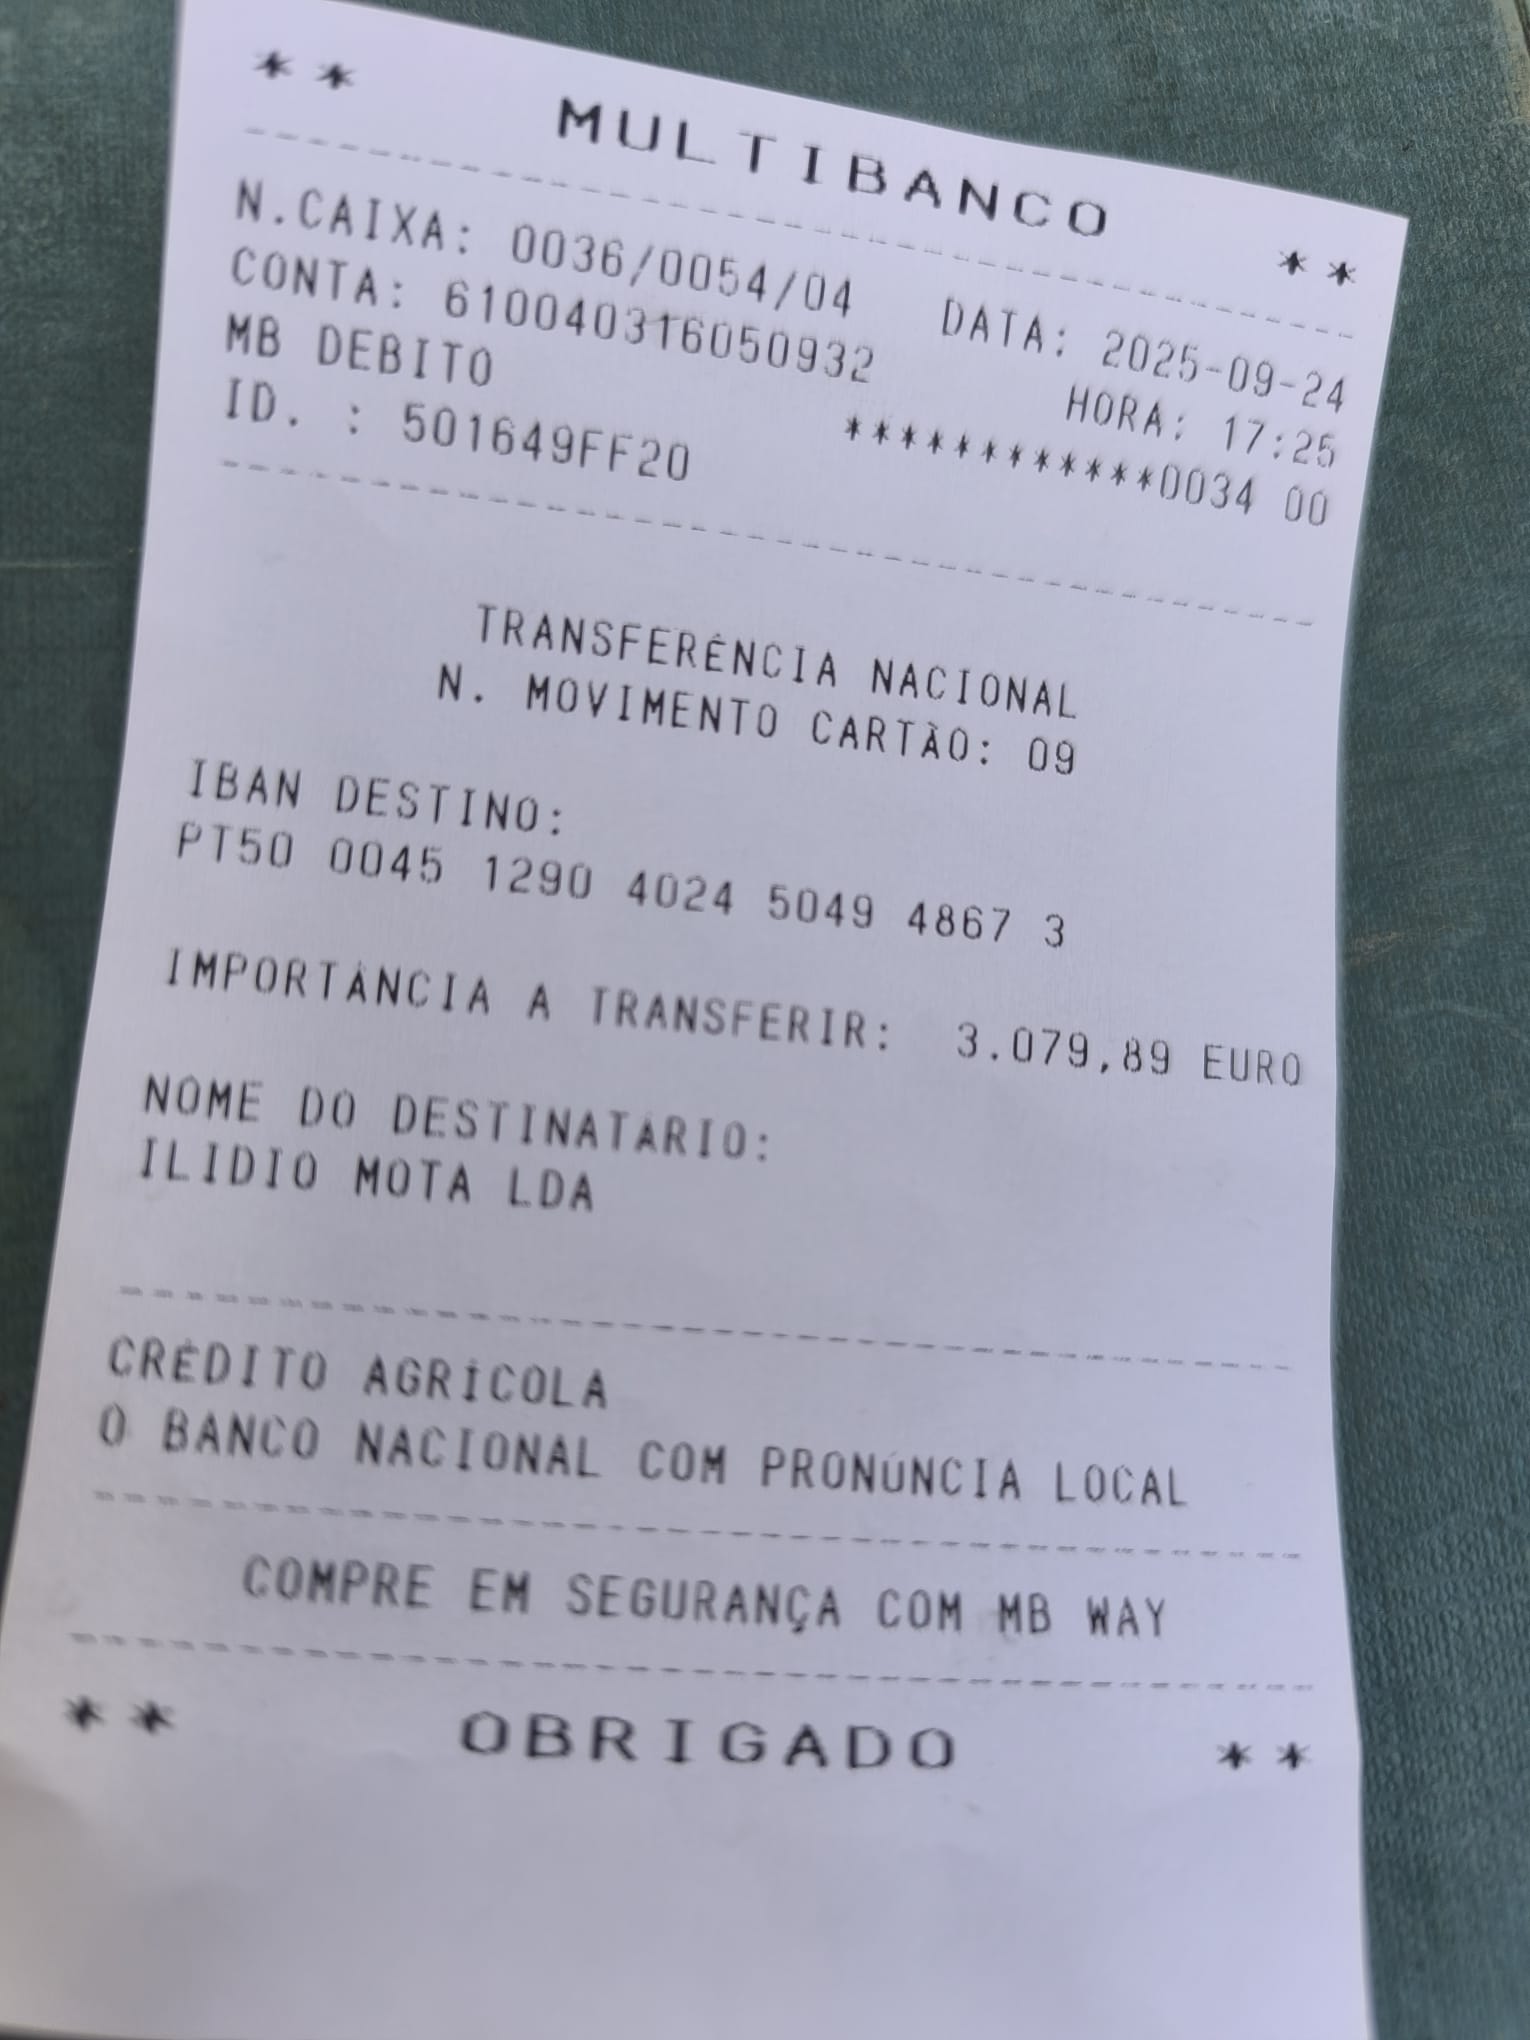 ** MULTIBANCO **
N.CAIXA: 0036/0054/04 DATA: 2025-09-24
CONTA: 610040316050932 HORA: 17:25
MB DEBITO ************0034 00
ID. : 501649FF20
TRANSFERÊNCIA NACIONAL
N. MOVIMENTO CARTÃO: 09
IBAN DESTINO:
PT50 0045 1290 4024 5049 4867 3
IMPORTÂNCIA A TRANSFERIR: 3.079,89 EURO
NOME DO DESTINATÁRIO:
ILIDIO MOTA LDA
CRÉDITO AGRÍCOLA
O BANCO NACIONAL COM PRONÚNCIA LOCAL
COMPRE EM SEGURANÇA COM MB WAY
** OBRIGADO **